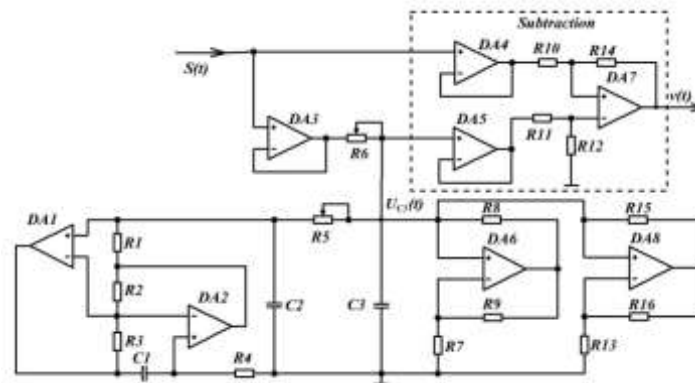 Subtraction
DA4
R10
R14
S(t)
DA7
v(t)
DA3
DA5
R11
R6
R12
DA1
U_C3(t)
R8
R15
R1
R5
DA6
DA8
R2
DA2
C2
C3
R9
R16
R3
C1
R4
R7
R13